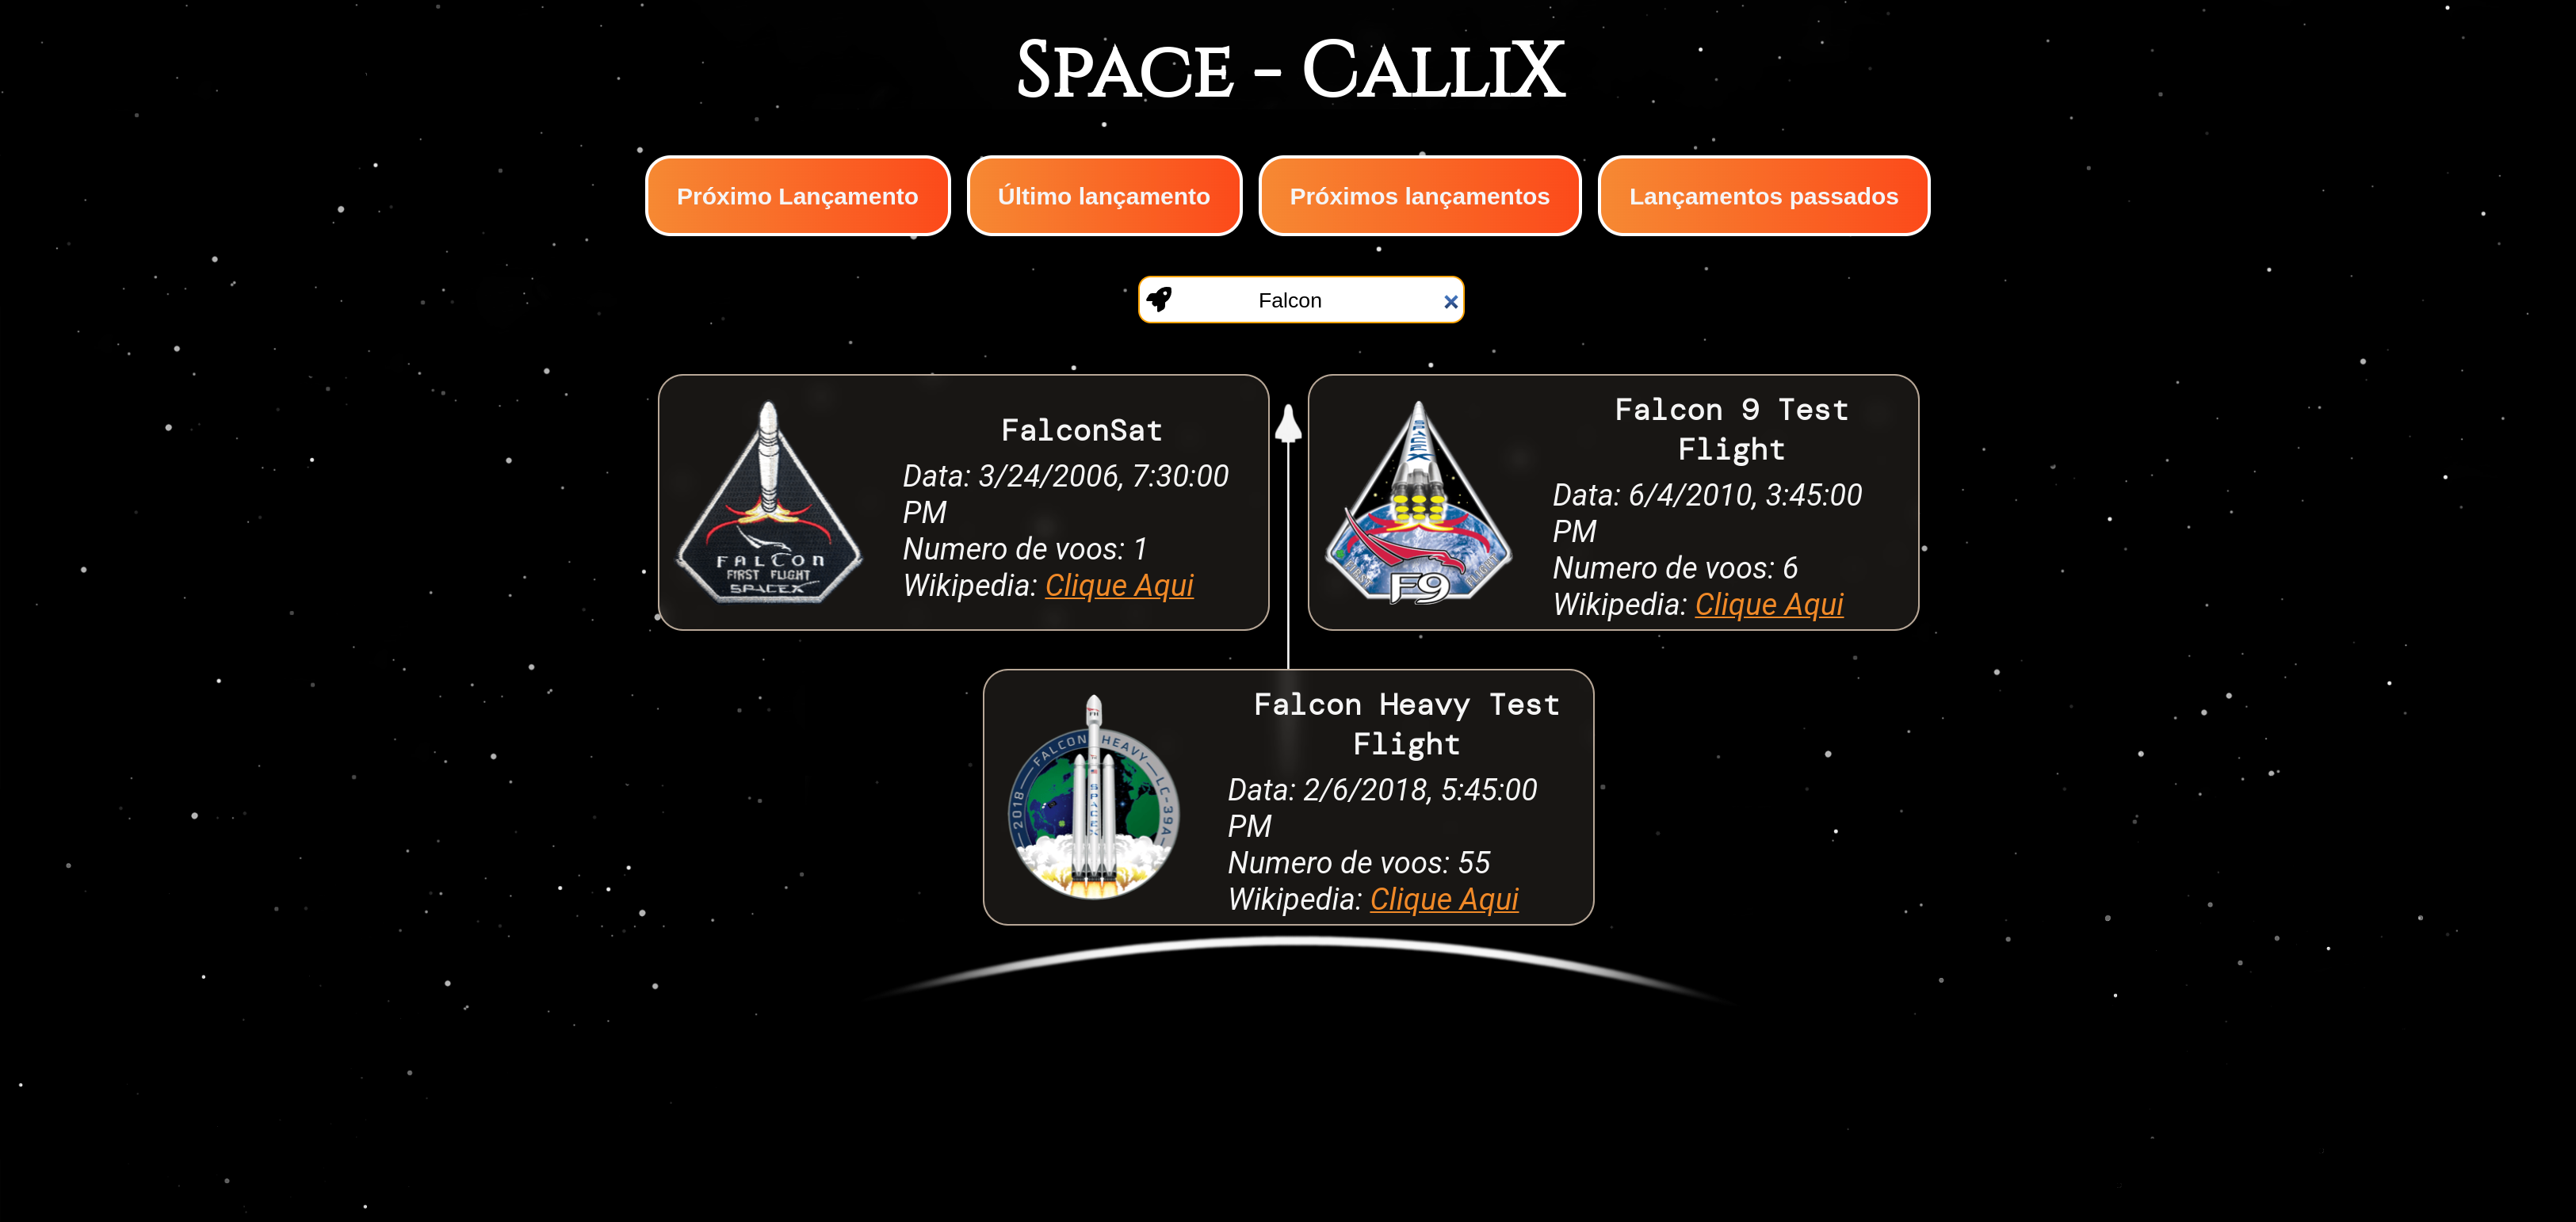 Space - CalliX
Próximo Lançamento
Último lançamento
Próximos lançamentos
Lançamentos passados
Falcon
FALCON
FIRST FLIGHT
SPACEX
FalconSat
Data: 3/24/2006, 7:30:00
PM
Numero de voos: 1
Wikipedia: Clique Aqui
SPACEX
F9
Falcon 9 Test
Flight
Data: 6/4/2010, 3:45:00
PM
Numero de voos: 6
Wikipedia: Clique Aqui
FH
2018 FALCON HEAVY LC-39A
SPACEX
Falcon Heavy Test
Flight
Data: 2/6/2018, 5:45:00
PM
Numero de voos: 55
Wikipedia: Clique Aqui